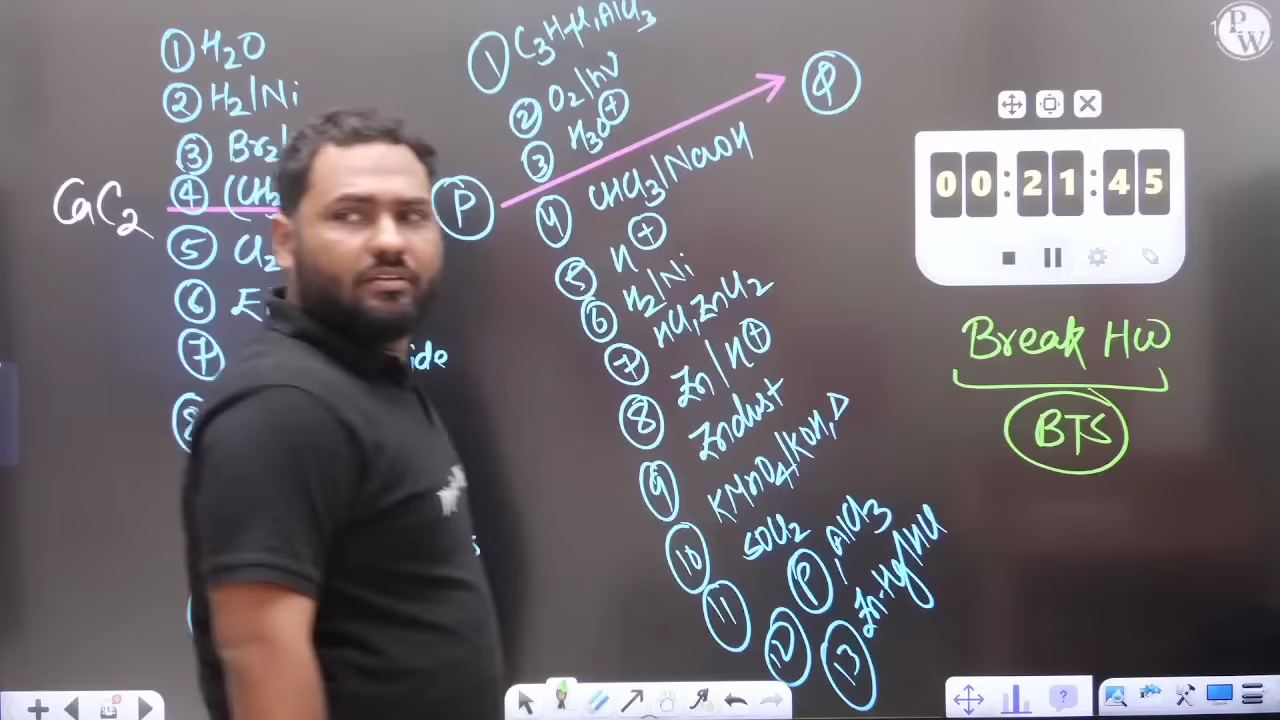 CaC2
① H2O
② H2/Ni
③ Br2/
④ (CH3
⑤ Cl2
⑥
⑦ ide
⑧
P
① C3H7Cl, AlCl3
② O2/hν
③ H3O⊕
④ CHCl3/NaOH
⑤ H⊕
⑥ H2/Ni
⑦ HCl, ZnCl2
⑧ Zn/H⊕
⑨ Zn dust
⑩ KMnO4/KOH, Δ
⑪ SOCl2
⑫ P, AlCl3
⑬ Zn-Hg/HCl
Q
PW
00:21:45
Break HW
BTS